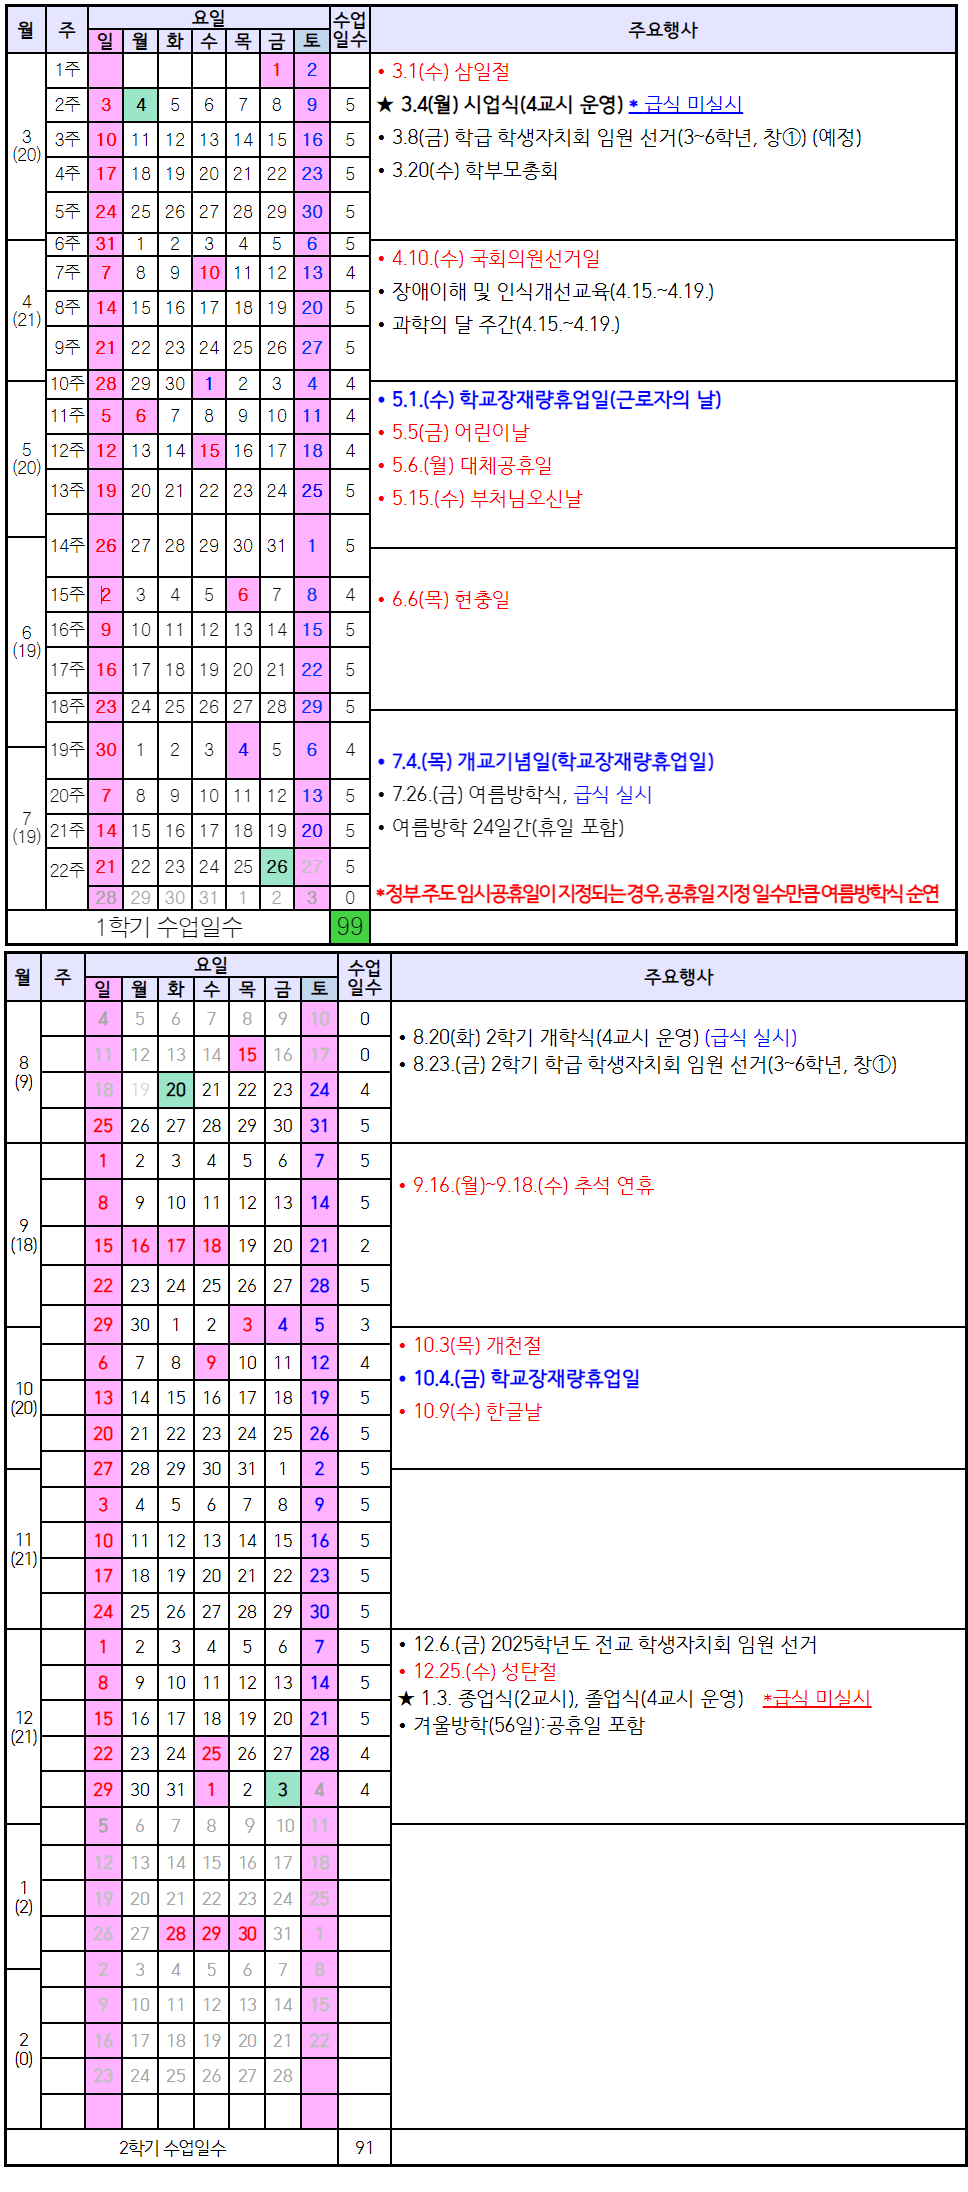 월 주 요일 수업일수 주요행사
일 월 화 수 목 금 토
3
(20)
1주 1 2
2주 3 4 5 6 7 8 9 5
3주 10 11 12 13 14 15 16 5
4주 17 18 19 20 21 22 23 5
5주 24 25 26 27 28 29 30 5
• 3.1(수) 삼일절
★ 3.4(월) 시업식(4교시 운영) * 급식 미실시
• 3.8(금) 학급 학생자치회 임원 선거(3~6학년, 창①) (예정)
• 3.20(수) 학부모총회
6주 31 1 2 3 4 5 6 5
4
(21)
7주 7 8 9 10 11 12 13 4
8주 14 15 16 17 18 19 20 5
9주 21 22 23 24 25 26 27 5
• 4.10.(수) 국회의원선거일
• 장애이해 및 인식개선교육(4.15.~4.19.)
• 과학의 달 주간(4.15.~4.19.)
10주 28 29 30 1 2 3 4 4
5
(20)
11주 5 6 7 8 9 10 11 4
12주 12 13 14 15 16 17 18 4
13주 19 20 21 22 23 24 25 5
• 5.1.(수) 학교장재량휴업일(근로자의 날)
• 5.5(금) 어린이날
• 5.6.(월) 대체공휴일
• 5.15.(수) 부처님오신날
14주 26 27 28 29 30 31 1 5
6
(19)
15주 2 3 4 5 6 7 8 4
16주 9 10 11 12 13 14 15 5
17주 16 17 18 19 20 21 22 5
18주 23 24 25 26 27 28 29 5
• 6.6(목) 현충일
19주 30 1 2 3 4 5 6 4
7
(19)
20주 7 8 9 10 11 12 13 5
21주 14 15 16 17 18 19 20 5
22주 21 22 23 24 25 26 27 5
28 29 30 31 1 2 3 0
• 7.4.(목) 개교기념일(학교장재량휴업일)
• 7.26.(금) 여름방학식, 급식 실시
• 여름방학 24일간(휴일 포함)
*정부 주도 임시공휴일이 지정되는 경우, 공휴일 지정 일수만큼 여름방학식 순연
1학기 수업일수 99
월 주 요일 수업일수 주요행사
일 월 화 수 목 금 토
8
(9)
4 5 6 7 8 9 10 0
11 12 13 14 15 16 17 0
18 19 20 21 22 23 24 4
25 26 27 28 29 30 31 5
• 8.20(화) 2학기 개학식(4교시 운영) (급식 실시)
• 8.23.(금) 2학기 학급 학생자치회 임원 선거(3~6학년, 창①)
9
(18)
1 2 3 4 5 6 7 5
8 9 10 11 12 13 14 5
15 16 17 18 19 20 21 2
22 23 24 25 26 27 28 5
29 30 1 2 3 4 5 3
• 9.16.(월)~9.18.(수) 추석 연휴
10
(20)
6 7 8 9 10 11 12 4
13 14 15 16 17 18 19 5
20 21 22 23 24 25 26 5
27 28 29 30 31 1 2 5
• 10.3(목) 개천절
• 10.4.(금) 학교장재량휴업일
• 10.9(수) 한글날
11
(21)
3 4 5 6 7 8 9 5
10 11 12 13 14 15 16 5
17 18 19 20 21 22 23 5
24 25 26 27 28 29 30 5
12
(21)
1 2 3 4 5 6 7 5
8 9 10 11 12 13 14 5
15 16 17 18 19 20 21 5
22 23 24 25 26 27 28 4
29 30 31 1 2 3 4 4
• 12.6.(금) 2025학년도 전교 학생자치회 임원 선거
• 12.25.(수) 성탄절
★ 1.3. 종업식(2교시), 졸업식(4교시 운영) *급식 미실시
• 겨울방학(56일):공휴일 포함
1
(2)
5 6 7 8 9 10 11
12 13 14 15 16 17 18
19 20 21 22 23 24 25
26 27 28 29 30 31 1
2
(0)
2 3 4 5 6 7 8
9 10 11 12 13 14 15
16 17 18 19 20 21 22
23 24 25 26 27 28
2학기 수업일수 91